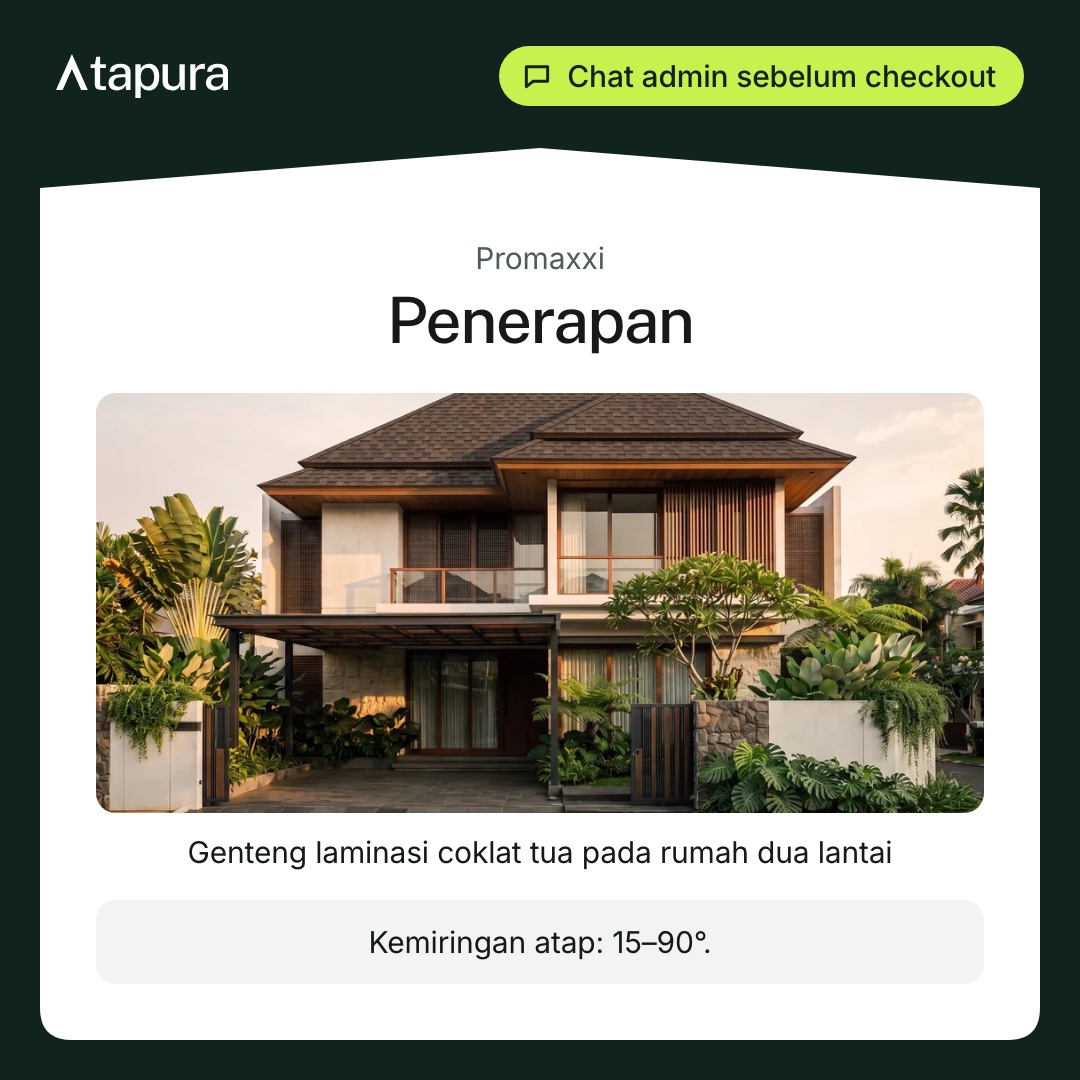 Atapura
Chat admin sebelum checkout
Promaxxi
Penerapan
Genteng laminasi coklat tua pada rumah dua lantai
Kemiringan atap: 15–90°.